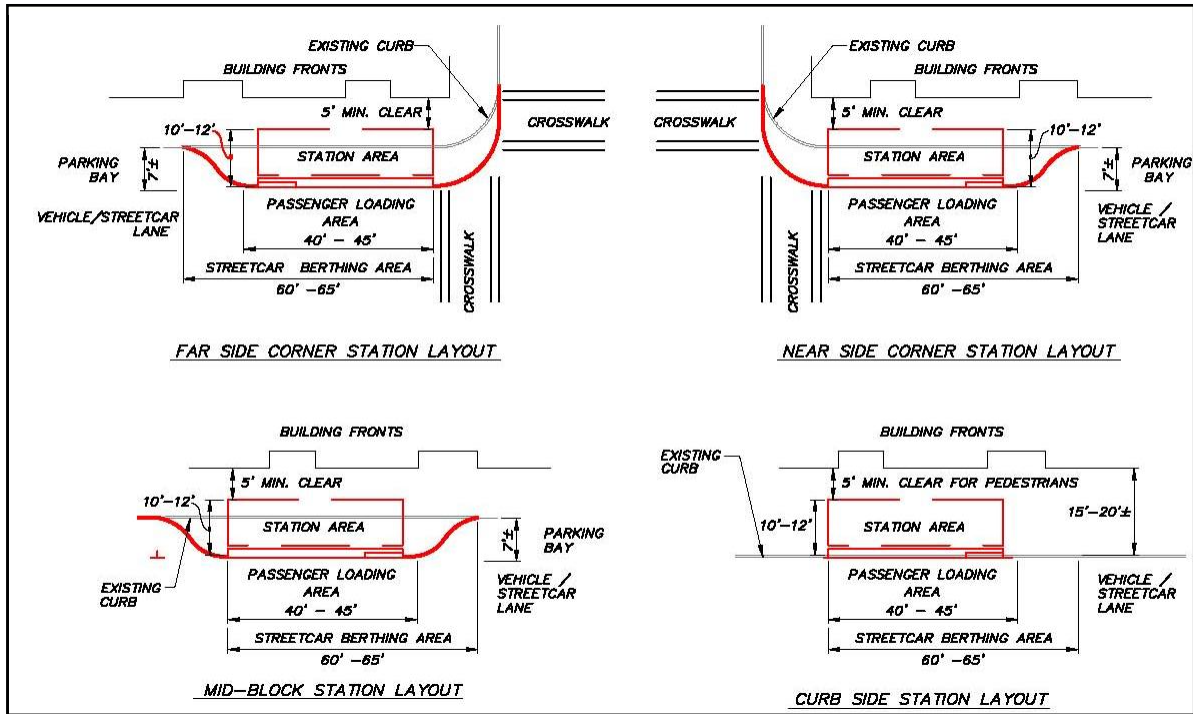 EXISTING CURB
BUILDING FRONTS
5' MIN. CLEAR
10'-12'
CROSSWALK
STATION AREA
PARKING
BAY
7'±
VEHICLE/STREETCAR
LANE
PASSENGER LOADING
AREA
40' - 45'
STREETCAR BERTHING AREA
60' -65'
CROSSWALK
FAR SIDE CORNER STATION LAYOUT
EXISTING CURB
BUILDING FRONTS
5' MIN. CLEAR
CROSSWALK
10'-12'
STATION AREA
7'±
PARKING
BAY
PASSENGER LOADING
AREA
40' - 45'
VEHICLE /
STREETCAR
LANE
STREETCAR BERTHING AREA
60' -65'
CROSSWALK
NEAR SIDE CORNER STATION LAYOUT
BUILDING FRONTS
5' MIN. CLEAR
10'-12'
STATION AREA
7'±
PARKING
BAY
EXISTING
CURB
PASSENGER LOADING
AREA
40' - 45'
VEHICLE /
STREETCAR
LANE
STREETCAR BERTHING AREA
60' -65'
MID-BLOCK STATION LAYOUT
BUILDING FRONTS
EXISTING
CURB
5' MIN. CLEAR FOR PEDESTRIANS
15'-20'±
10'-12'
STATION AREA
PASSENGER LOADING
AREA
40' - 45'
VEHICLE /
STREETCAR
LANE
STREETCAR BERTHING AREA
60' -65'
CURB SIDE STATION LAYOUT